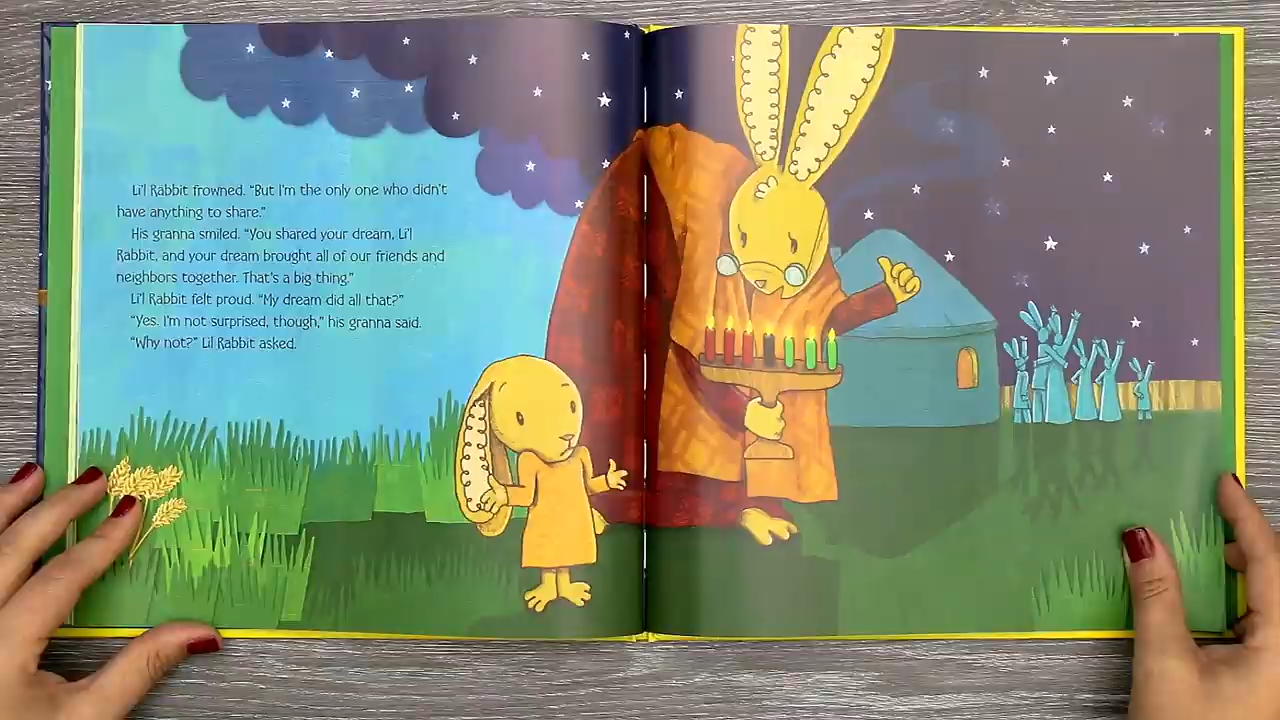 Li'l Rabbit frowned. "But I'm the only one who didn't
have anything to share."
His granna smiled. "You shared your dream, Li'l
Rabbit, and your dream brought all of our friends and
neighbors together. That's a big thing."
Li'l Rabbit felt proud. "My dream did all that?"
"Yes. I'm not surprised, though," his granna said.
"Why not?" Li'l Rabbit asked.